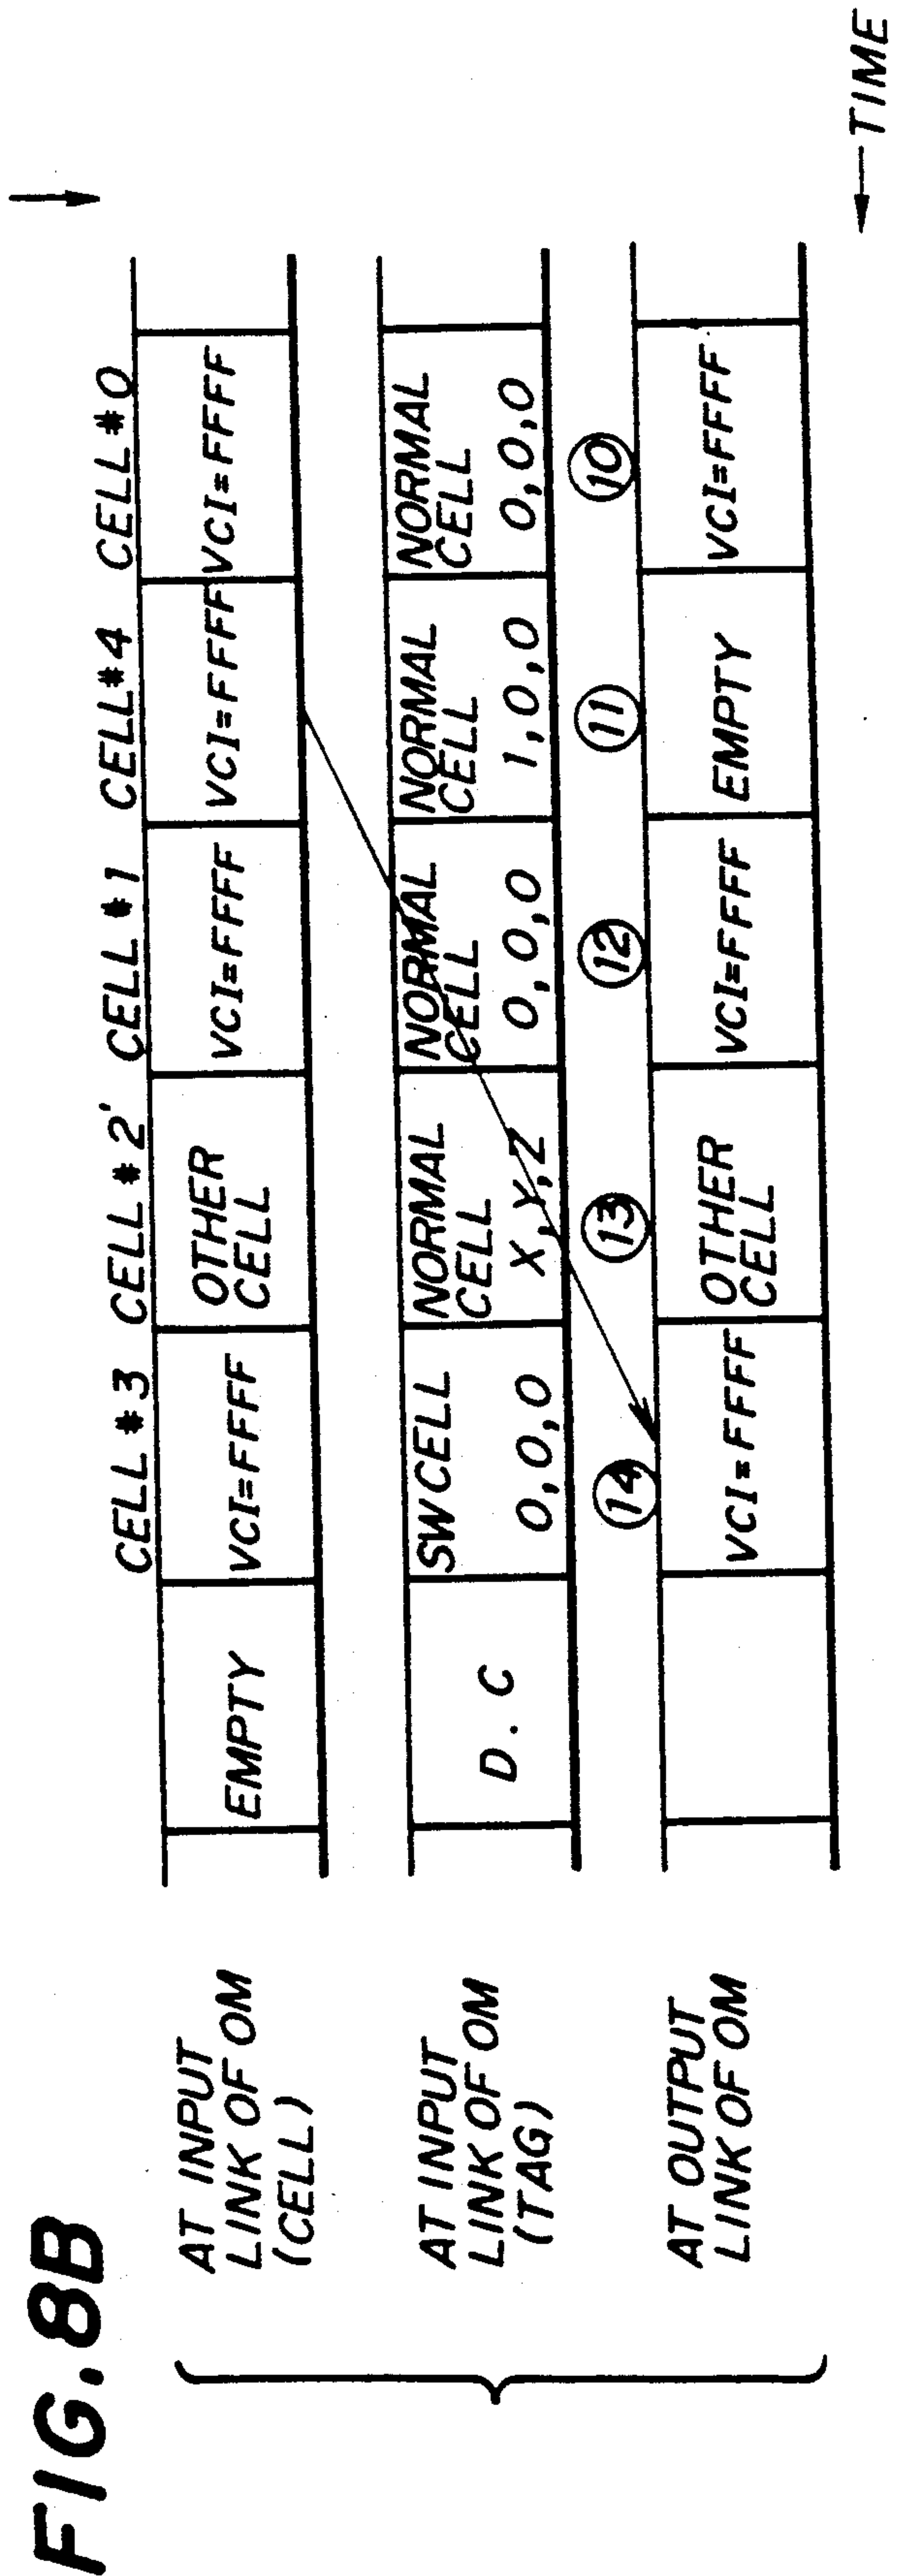 FIG. 8B
CELL #3 CELL #2' CELL #1 CELL #4 CELL #0
AT INPUT
LINK OF OM
(CELL)
EMPTY
VCI=FFFF
OTHER
CELL
VCI=FFFF
VCI=FFFF
VCI=FFFF
AT INPUT
LINK OF OM
(TAG)
D.C
SW CELL
0,0,0
NORMAL
CELL
X,Y,Z
NORMAL
CELL
0,0,0
NORMAL
CELL
1,0,0
NORMAL
CELL
0,0,0
14 13 12 11 10
AT OUTPUT
LINK OF OM
VCI=FFFF
OTHER
CELL
VCI=FFFF
EMPTY
VCI=FFFF
TIME